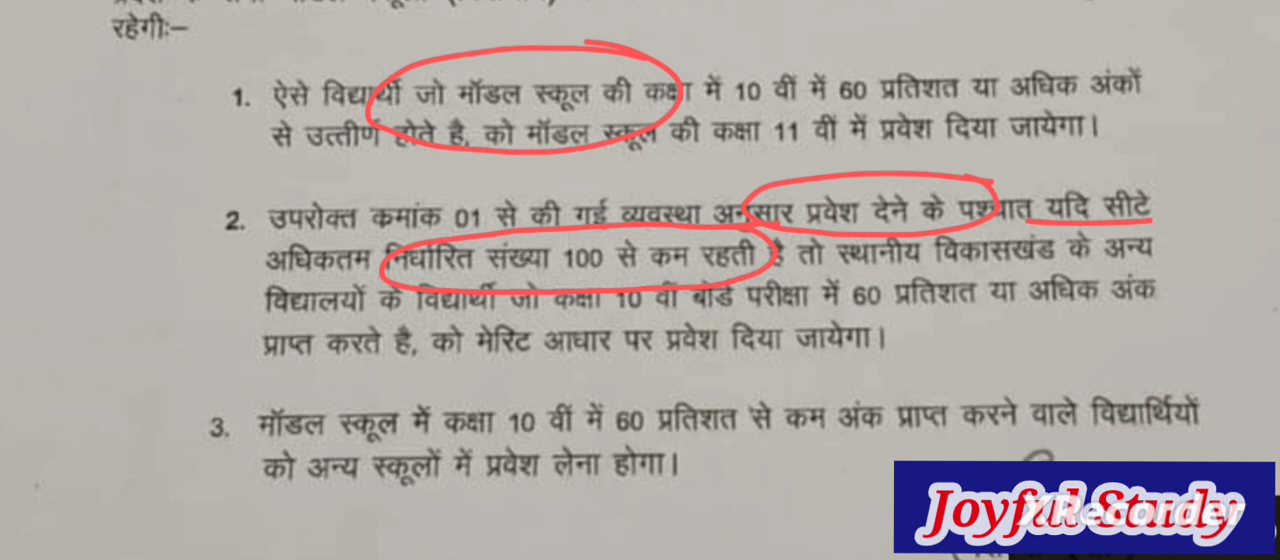 रहेगीः–
1. ऐसे विद्यार्थी जो मॉडल स्कूल की कक्षा में 10 वीं में 60 प्रतिशत या अधिक अंकों
से उत्तीर्ण होते है, को मॉडल स्कूल की कक्षा 11 वीं में प्रवेश दिया जायेगा।
2. उपरोक्त कमांक 01 से की गई व्यवस्था अनुसार प्रवेश देने के पश्चात यदि सीटे
अधिकतम निर्धारित संख्या 100 से कम रहती है तो स्थानीय विकासखंड के अन्य
विद्यालयों के विद्यार्थी जो कक्षा 10 वीं बोर्ड परीक्षा में 60 प्रतिशत या अधिक अंक
प्राप्त करते है, को मेरिट आधार पर प्रवेश दिया जायेगा।
3. मॉडल स्कूल में कक्षा 10 वीं में 60 प्रतिशत से कम अंक प्राप्त करने वाले विद्यार्थियों
को अन्य स्कूलों में प्रवेश लेना होगा।
Joyful Study
XRecorder